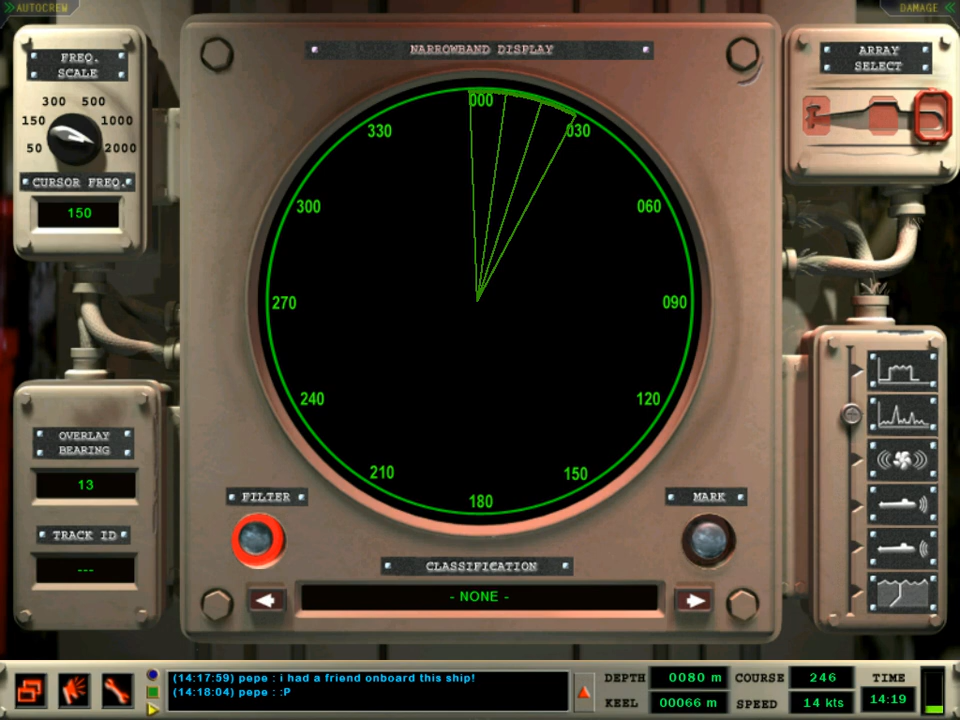 AUTOCREW
DAMAGE
FREQ.
SCALE
300 500
150 1000
50 2000
CURSOR FREQ.
150
NARROWBAND DISPLAY
ARRAY
SELECT
000
330 030
300 060
270 090
240 120
210 150
180
OVERLAY
BEARING
13
TRACK ID
---
FILTER
MARK
CLASSIFICATION
- NONE -
(14:17:59) pepe : i had a friend onboard this ship!
(14:18:04) pepe : :P
DEPTH 0080 m COURSE 246 TIME
KEEL 00066 m SPEED 14 kts 14:19